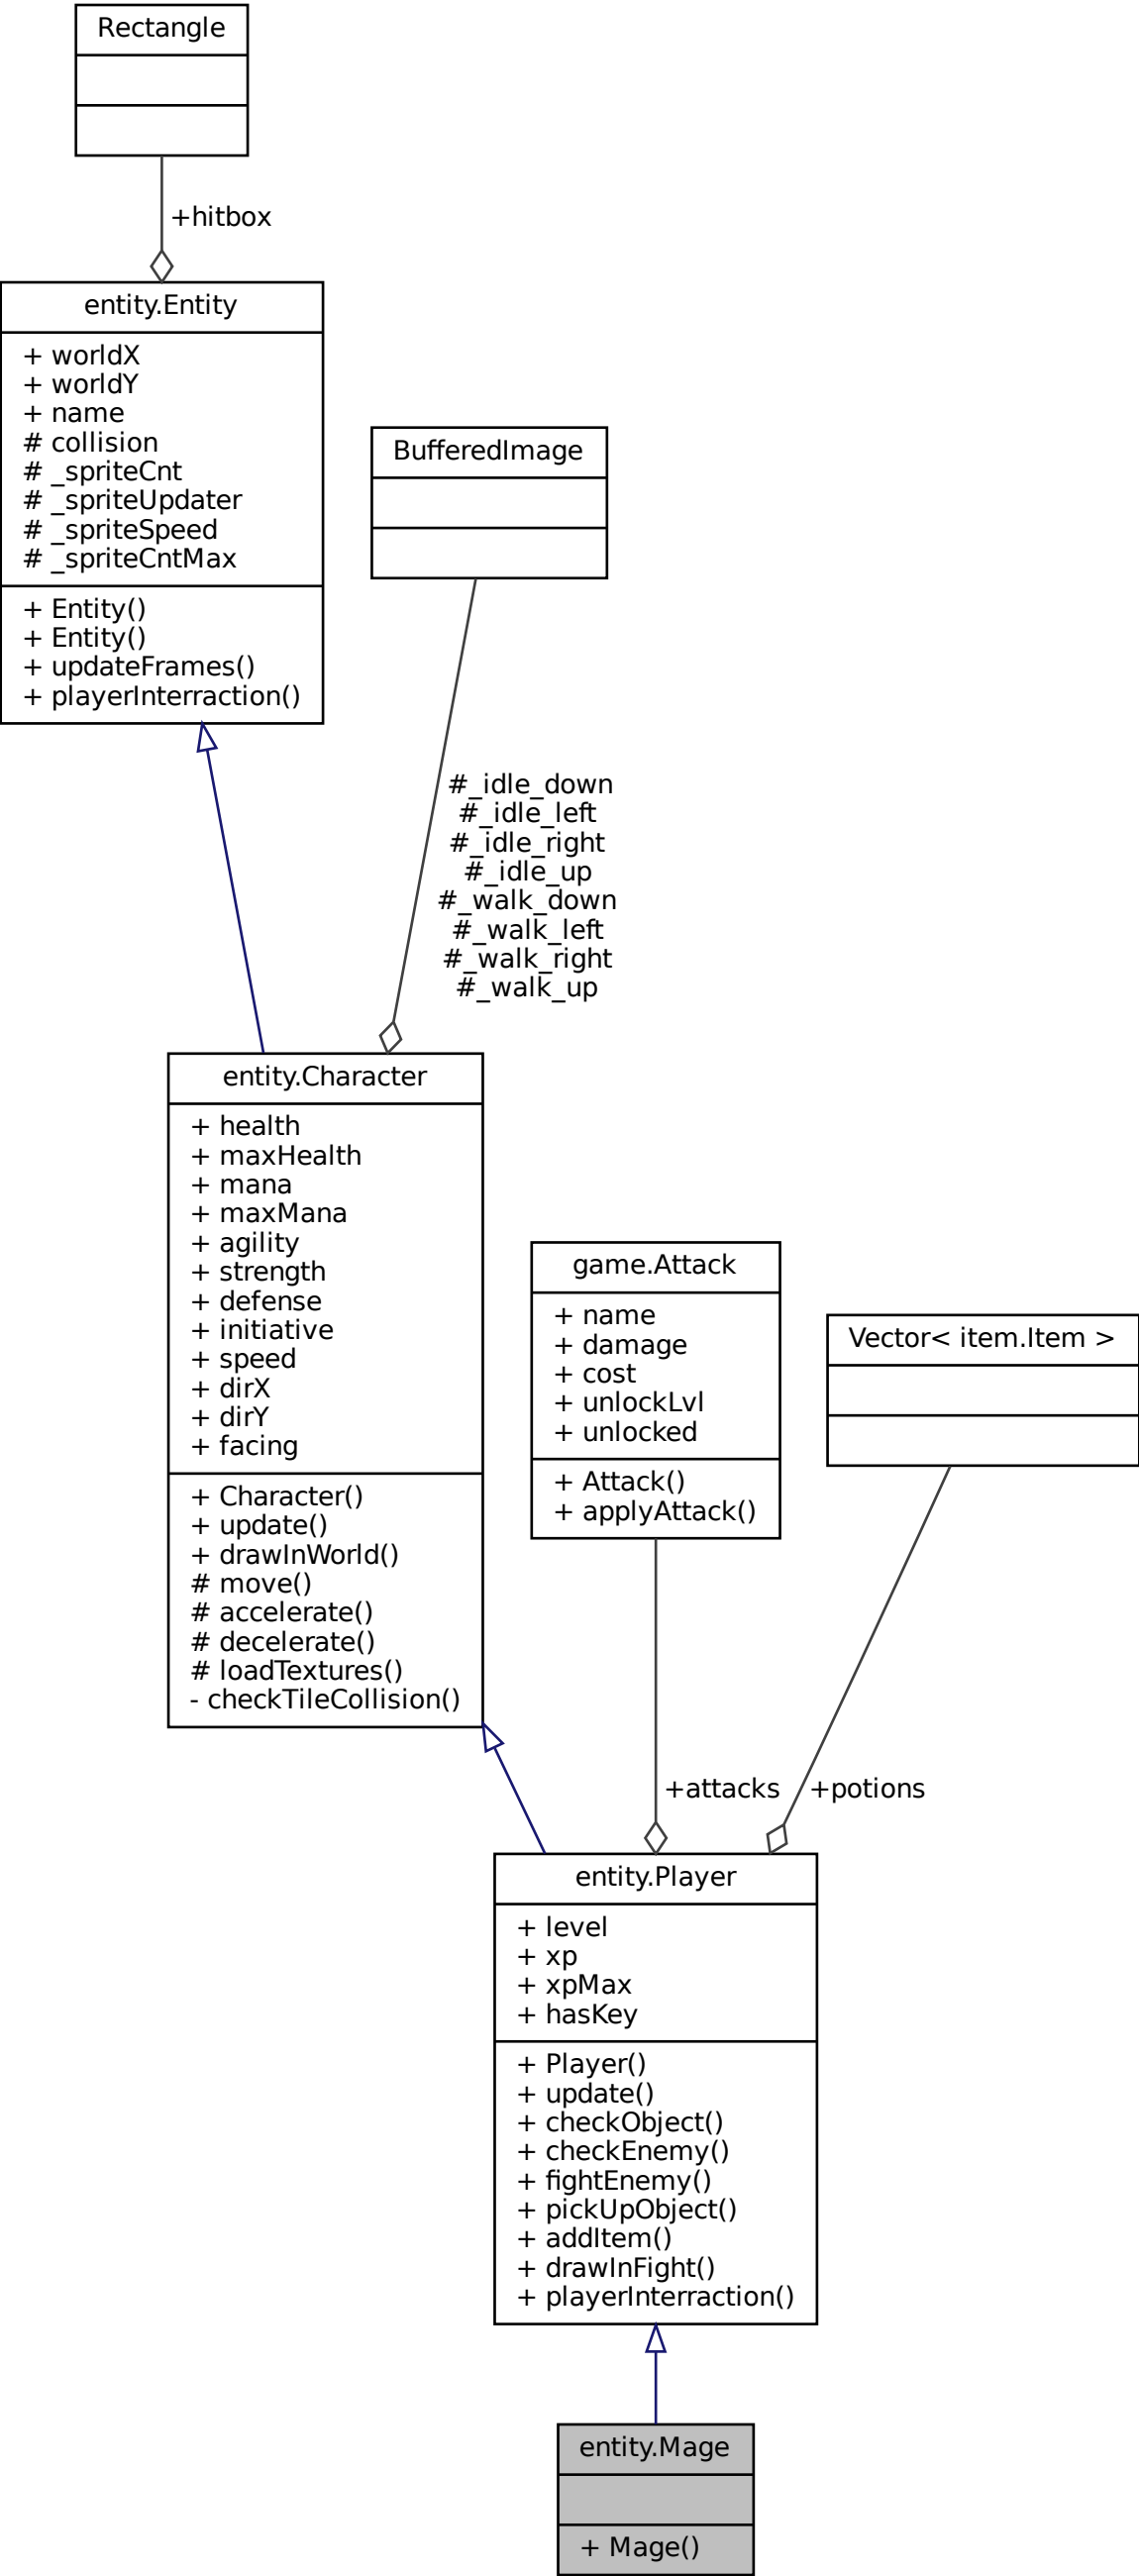 Rectangle
+hitbox
entity.Entity
+ worldX
+ worldY
+ name
# collision
# _spriteCnt
# _spriteUpdater
# _spriteSpeed
# _spriteCntMax
+ Entity()
+ Entity()
+ updateFrames()
+ playerInterraction()
BufferedImage
#_idle_down
#_idle_left
#_idle_right
#_idle_up
#_walk_down
#_walk_left
#_walk_right
#_walk_up
entity.Character
+ health
+ maxHealth
+ mana
+ maxMana
+ agility
+ strength
+ defense
+ initiative
+ speed
+ dirX
+ dirY
+ facing
+ Character()
+ update()
+ drawInWorld()
# move()
# accelerate()
# decelerate()
# loadTextures()
- checkTileCollision()
game.Attack
+ name
+ damage
+ cost
+ unlockLvl
+ unlocked
+ Attack()
+ applyAttack()
Vector< item.Item >
+attacks
+potions
entity.Player
+ level
+ xp
+ xpMax
+ hasKey
+ Player()
+ update()
+ checkObject()
+ checkEnemy()
+ fightEnemy()
+ pickUpObject()
+ addItem()
+ drawInFight()
+ playerInterraction()
entity.Mage
+ Mage()